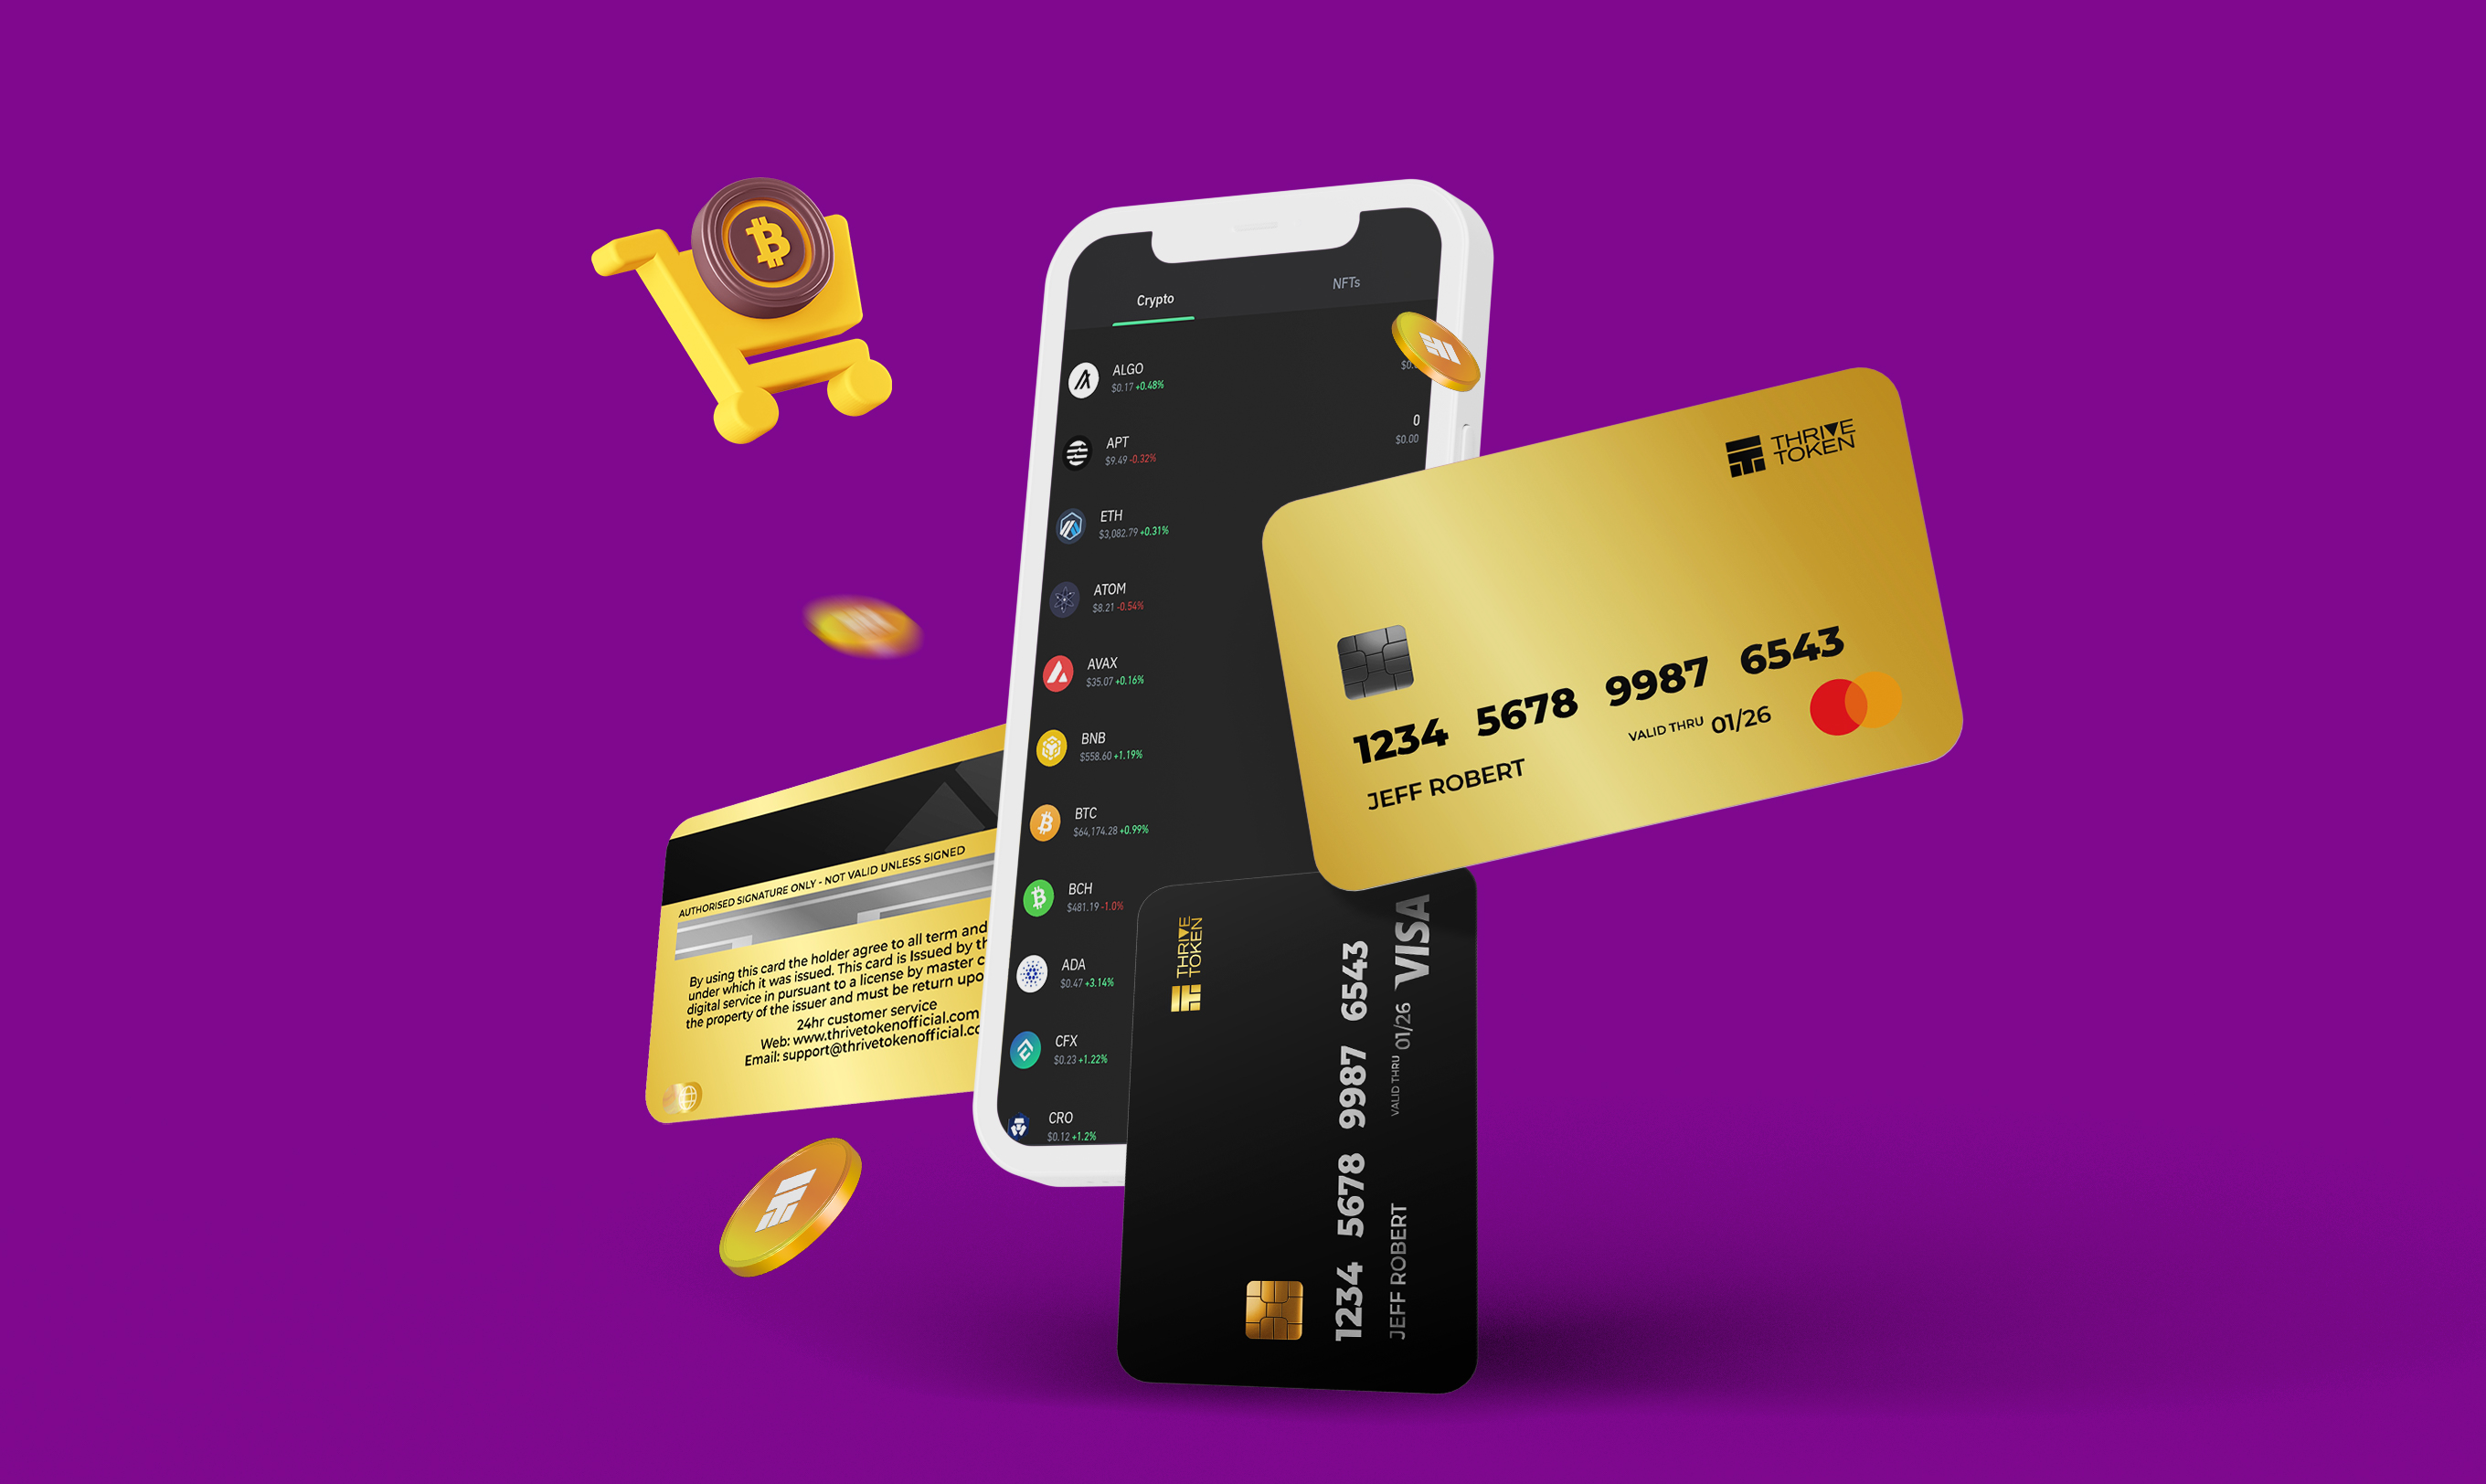 Crypto
NFTs
ALGO
$0.17 +0.48%
APT
$9.49 -0.32%
0
$0.00
ETH
$3,082.79 +0.31%
ATOM
$8.21 -0.54%
AVAX
$35.07 +0.16%
BNB
$558.60 +1.19%
BTC
$64,174.28 +0.99%
BCH
$481.19 -1.0%
ADA
$0.47 +3.14%
CFX
$0.23 +1.22%
CRO
$0.12 +1.2%
THRIVE
TOKEN
1234 5678 9987 6543
VALID THRU 01/26
JEFF ROBERT
AUTHORISED SIGNATURE ONLY - NOT VALID UNLESS SIGNED
By using this card the holder agree to all term and
under which it was issued. This card is Issued by
digital service in pursuant to a license by master
the property of the issuer and must be return
24hr customer service
Web: www.thrivetokenofficial.com
Email: support@thrivetokenofficial.co
THRIVE
TOKEN
1234 5678 9987 6543
JEFF ROBERT
VALID THRU 01/26
VISA